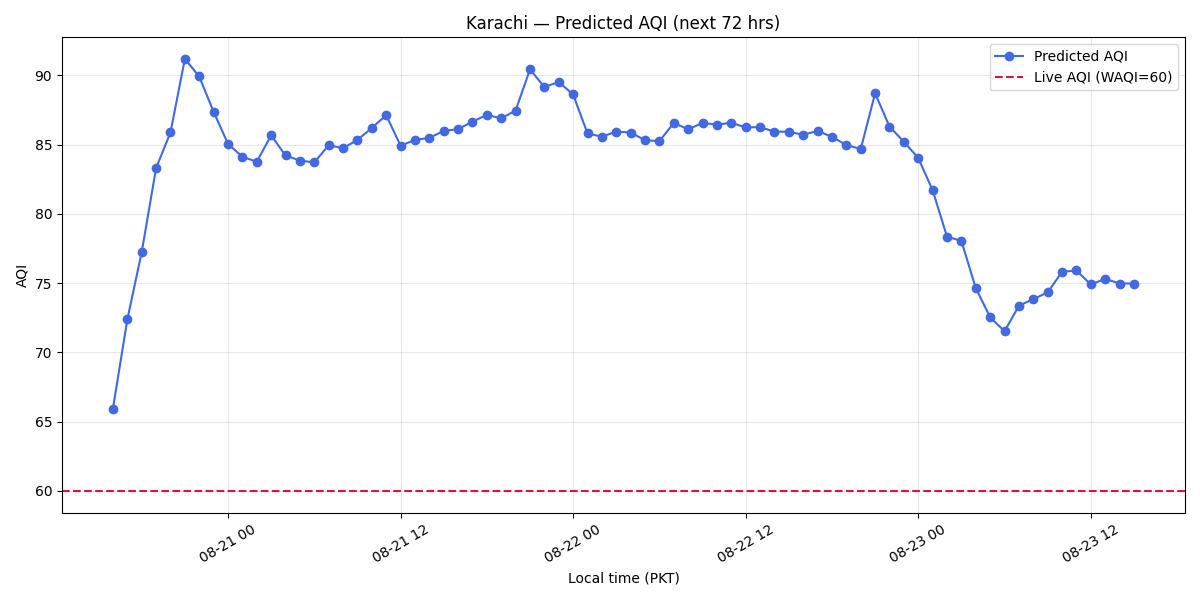 Karachi — Predicted AQI (next 72 hrs)
Predicted AQI
Live AQI (WAQI=60)
AQI
90
85
80
75
70
65
60
08-21 00
08-21 12
08-22 00
08-22 12
08-23 00
08-23 12
Local time (PKT)